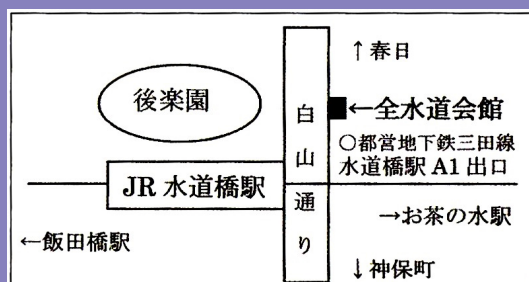 ↑春日
後楽園
白山通り
■←全水道会館
○都営地下鉄三田線
水道橋駅 A1 出口
JR 水道橋駅
→お茶の水駅
←飯田橋駅
↓神保町